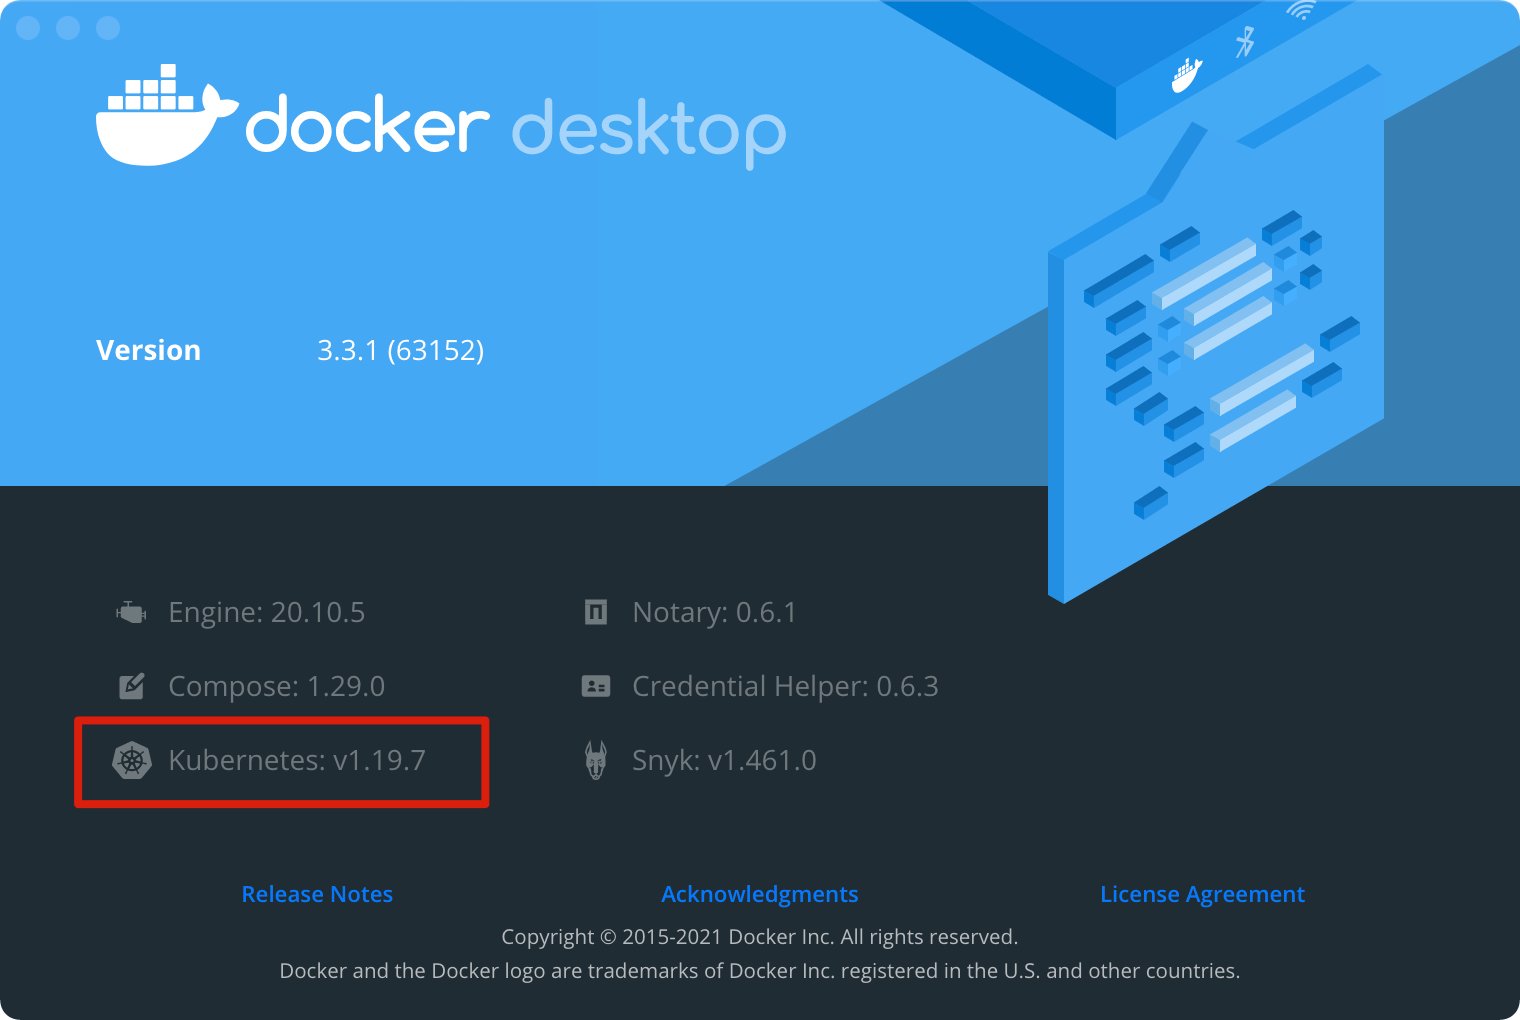 docker desktop
Version 3.3.1 (63152)
Engine: 20.10.5
Notary: 0.6.1
Compose: 1.29.0
Credential Helper: 0.6.3
Kubernetes: v1.19.7
Snyk: v1.461.0
Release Notes
Acknowledgments
License Agreement
Copyright © 2015-2021 Docker Inc. All rights reserved.
Docker and the Docker logo are trademarks of Docker Inc. registered in the U.S. and other countries.